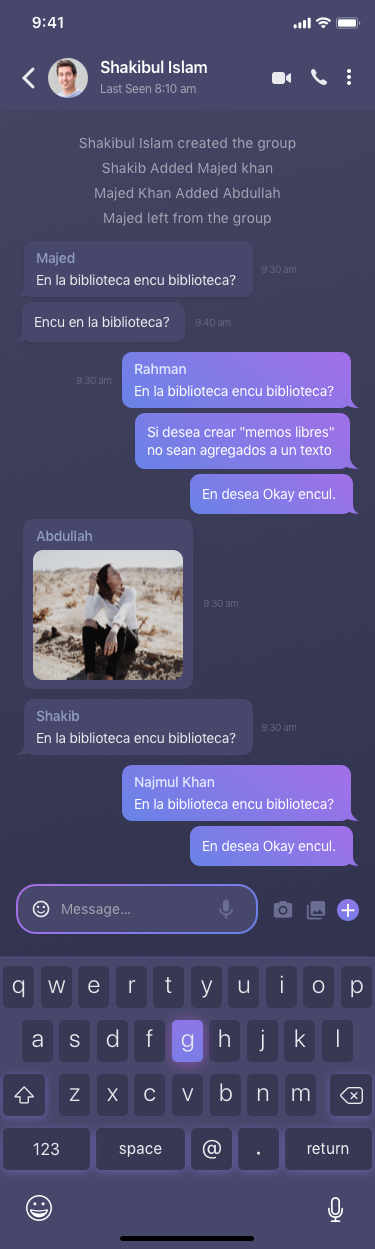 9:41
Shakibul Islam
Last Seen 8:10 am
Shakibul Islam created the group
Shakib Added Majed khan
Majed Khan Added Abdullah
Majed left from the group
Majed
En la biblioteca encu biblioteca?
9:30 am
Encu en la biblioteca?
9:40 am
Rahman
9:30 am
En la biblioteca encu biblioteca?
Si desea crear "memos libres"
no sean agregados a un texto
En desea Okay encul.
Abdullah
9:30 am
Shakib
En la biblioteca encu biblioteca?
9:30 am
Najmul Khan
En la biblioteca encu biblioteca?
En desea Okay encul.
Message...
q w e r t y u i o p
a s d f g h j k l
z x c v b n m
123 space @ . return